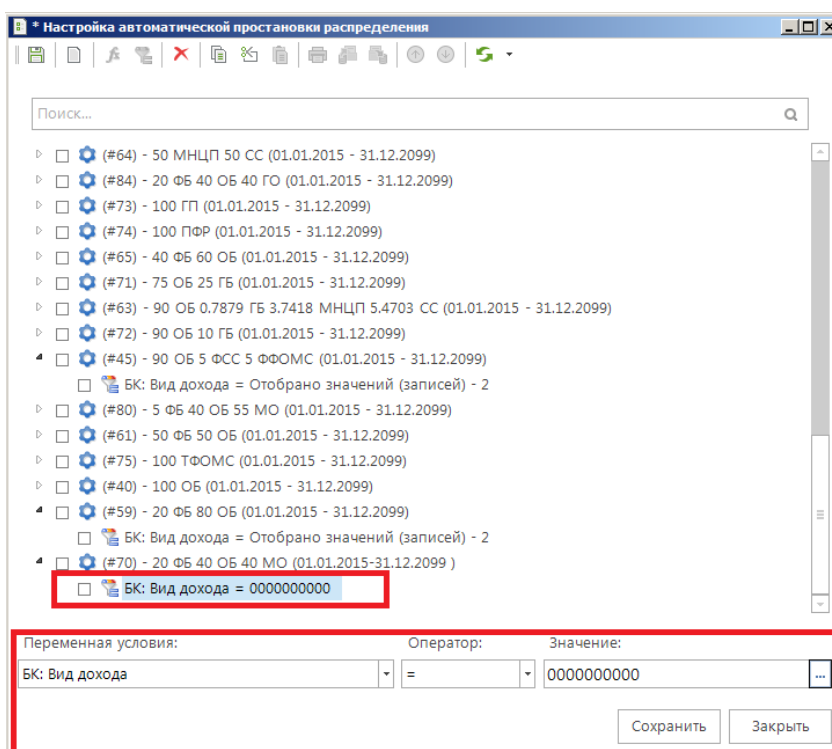 * Настройка автоматической простановки распределения
Поиск...
(#64) - 50 МНЦП 50 СС (01.01.2015 - 31.12.2099)
(#84) - 20 ФБ 40 ОБ 40 ГО (01.01.2015 - 31.12.2099)
(#73) - 100 ГП (01.01.2015 - 31.12.2099)
(#74) - 100 ПФР (01.01.2015 - 31.12.2099)
(#65) - 40 ФБ 60 ОБ (01.01.2015 - 31.12.2099)
(#71) - 75 ОБ 25 ГБ (01.01.2015 - 31.12.2099)
(#63) - 90 ОБ 0.7879 ГБ 3.7418 МНЦП 5.4703 СС (01.01.2015 - 31.12.2099)
(#72) - 90 ОБ 10 ГБ (01.01.2015 - 31.12.2099)
(#45) - 90 ОБ 5 ФСС 5 ФФОМС (01.01.2015 - 31.12.2099)
БК: Вид дохода = Отобрано значений (записей) - 2
(#80) - 5 ФБ 40 ОБ 55 МО (01.01.2015 - 31.12.2099)
(#61) - 50 ФБ 50 ОБ (01.01.2015 - 31.12.2099)
(#75) - 100 ТФОМС (01.01.2015 - 31.12.2099)
(#40) - 100 ОБ (01.01.2015 - 31.12.2099)
(#59) - 20 ФБ 80 ОБ (01.01.2015 - 31.12.2099)
БК: Вид дохода = Отобрано значений (записей) - 2
(#70) - 20 ФБ 40 ОБ 40 МО (01.01.2015-31.12.2099 )
БК: Вид дохода = 0000000000
Переменная условия: Оператор: Значение:
БК: Вид дохода = 0000000000 ...
Сохранить Закрыть